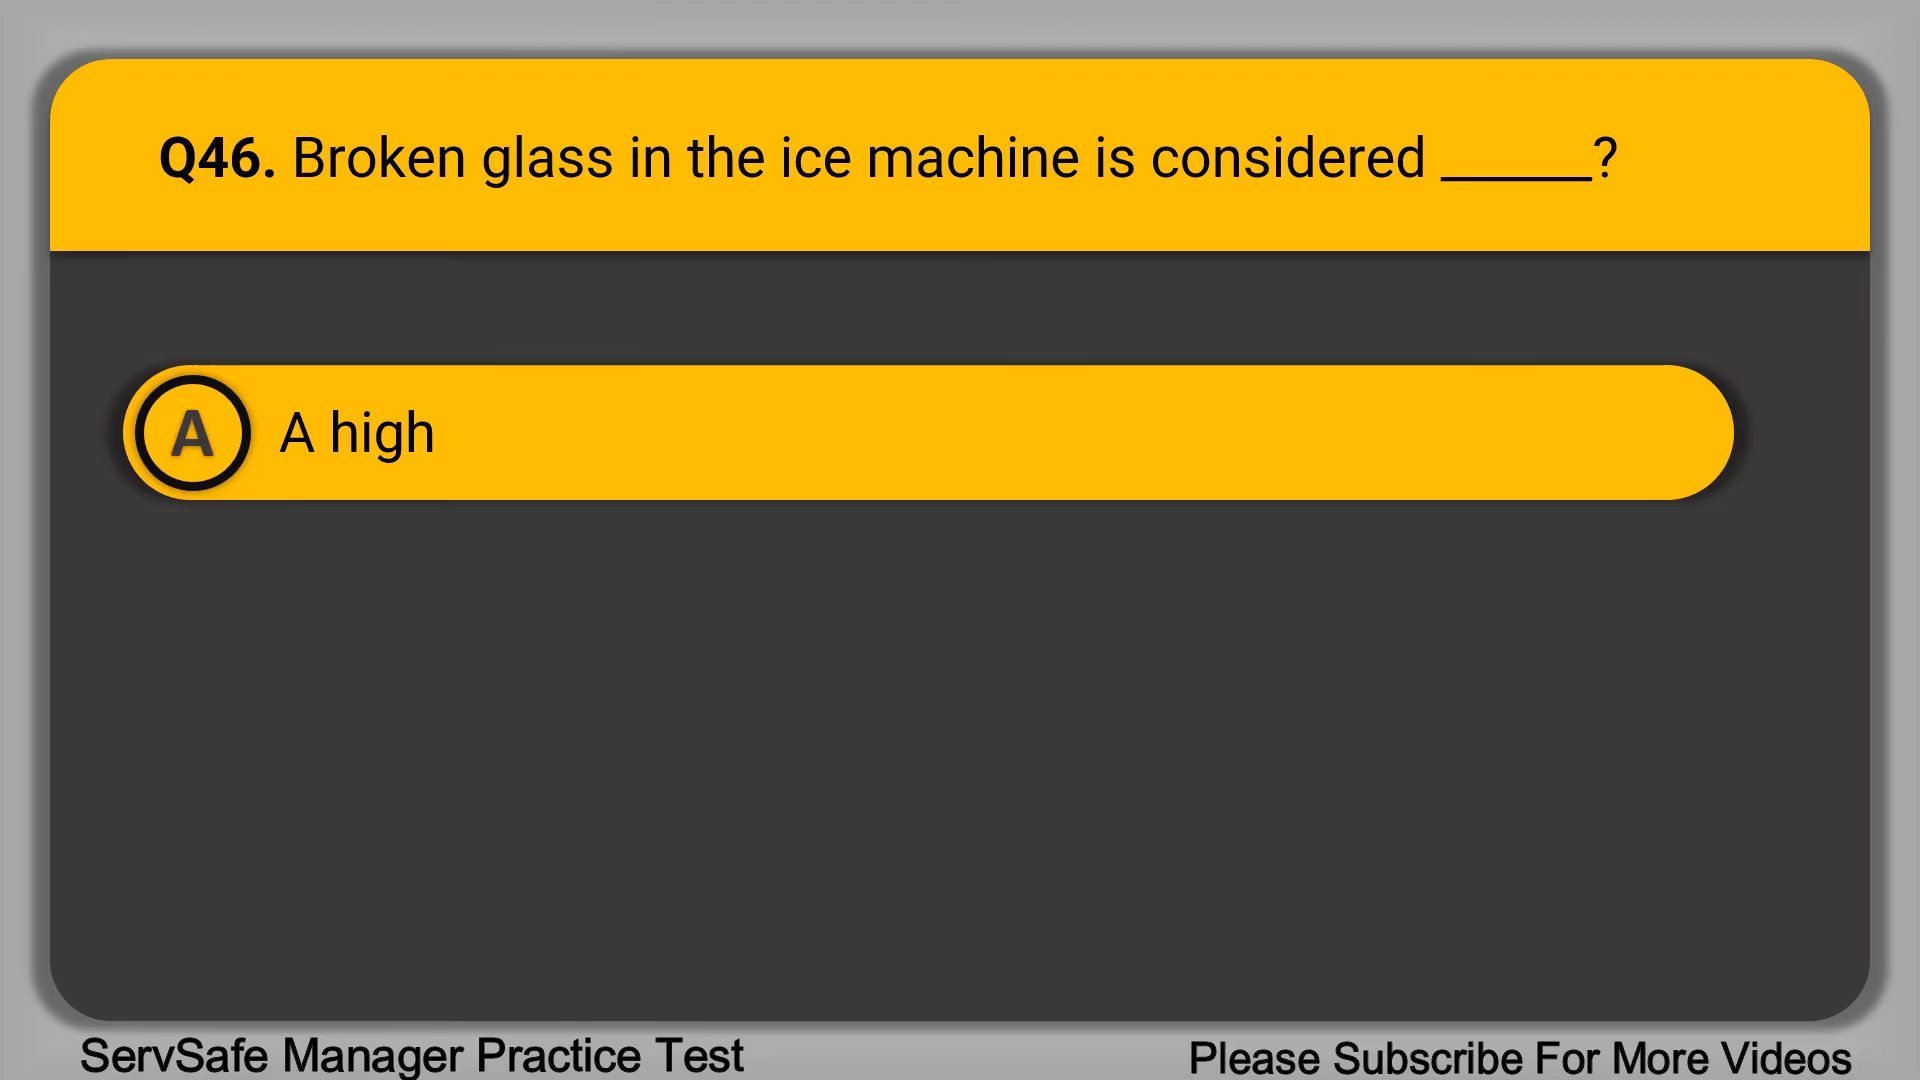 Q46. Broken glass in the ice machine is considered ______?
A A high
ServSafe Manager Practice Test
Please Subscribe For More Videos